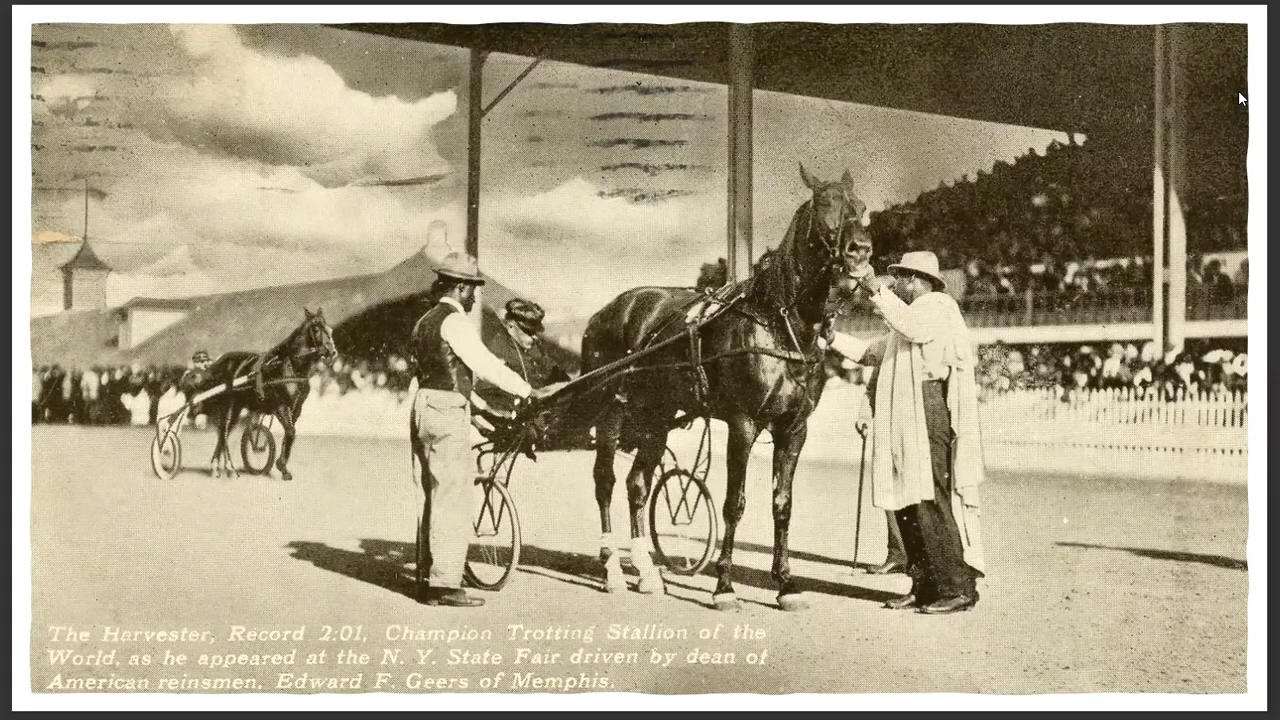 The Harvester, Record 2:01, Champion Trotting Stallion of the
World, as he appeared at the N. Y. State Fair driven by dean of
American reinsmen, Edward F. Geers of Memphis.